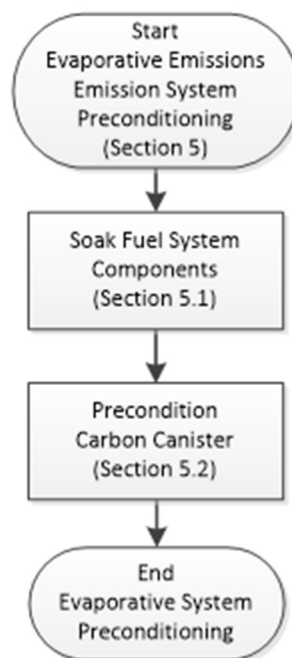 Start
Evaporative Emissions
Emission System
Preconditioning
(Section 5)
Soak Fuel System
Components
(Section 5.1)
Precondition
Carbon Canister
(Section 5.2)
End
Evaporative System
Preconditioning